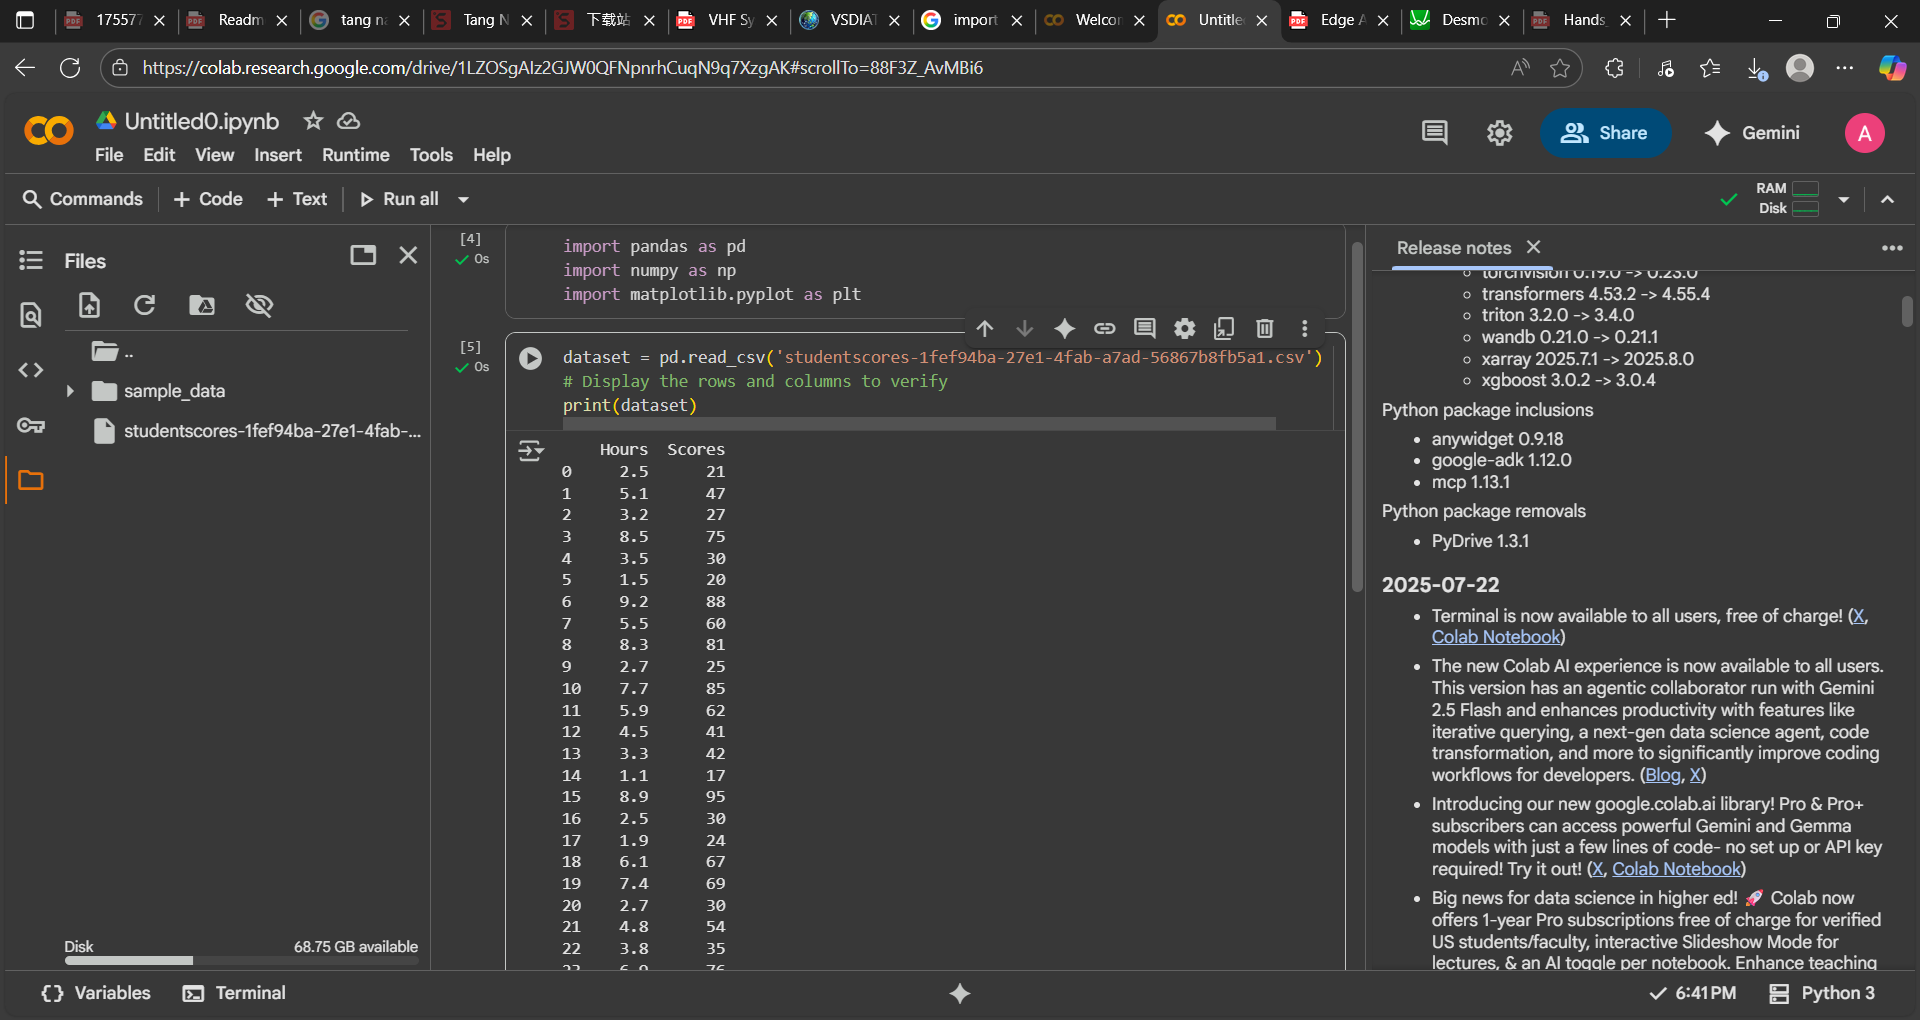 175577
Readm
tang na
Tang N
下载站
VHF Sy
VSDIAT
import
Welcom
Untitled
Edge A
Desmo
Hands_
https://colab.research.google.com/drive/1LZOSgAIz2GJW0QFNpnrhCuqN9q7XzgAK#scrollTo=88F3Z_AvMBi6
Untitled0.ipynb
File Edit View Insert Runtime Tools Help
Share
Gemini
A
Commands
+ Code + Text
Run all
RAM
Disk
Files
..
sample_data
studentscores-1fef94ba-27e1-4fab-...
Disk 68.75 GB available
[4]
0s
import pandas as pd
import numpy as np
import matplotlib.pyplot as plt
[5]
0s
dataset = pd.read_csv('studentscores-1fef94ba-27e1-4fab-a7ad-56867b8fb5a1.csv')
# Display the rows and columns to verify
print(dataset)
Hours Scores
0 2.5 21
1 5.1 47
2 3.2 27
3 8.5 75
4 3.5 30
5 1.5 20
6 9.2 88
7 5.5 60
8 8.3 81
9 2.7 25
10 7.7 85
11 5.9 62
12 4.5 41
13 3.3 42
14 1.1 17
15 8.9 95
16 2.5 30
17 1.9 24
18 6.1 67
19 7.4 69
20 2.7 30
21 4.8 54
22 3.8 35
23 6.9 76
Release notes
torchvision 0.19.0 -> 0.23.0
transformers 4.53.2 -> 4.55.4
triton 3.2.0 -> 3.4.0
wandb 0.21.0 -> 0.21.1
xarray 2025.7.1 -> 2025.8.0
xgboost 3.0.2 -> 3.0.4
Python package inclusions
anywidget 0.9.18
google-adk 1.12.0
mcp 1.13.1
Python package removals
PyDrive 1.3.1
2025-07-22
Terminal is now available to all users, free of charge! (X,
Colab Notebook)
The new Colab AI experience is now available to all users.
This version has an agentic collaborator run with Gemini
2.5 Flash and enhances productivity with features like
iterative querying, a next-gen data science agent, code
transformation, and more to significantly improve coding
workflows for developers. (Blog, X)
Introducing our new google.colab.ai library! Pro & Pro+
subscribers can access powerful Gemini and Gemma
models with just a few lines of code- no set up or API key
required! Try it out! (X, Colab Notebook)
Big news for data science in higher ed! 🚀 Colab now
offers 1-year Pro subscriptions free of charge for verified
US students/faculty, interactive Slideshow Mode for
lectures, & an AI toggle per notebook. Enhance teaching
Variables
Terminal
6:41 PM
Python 3